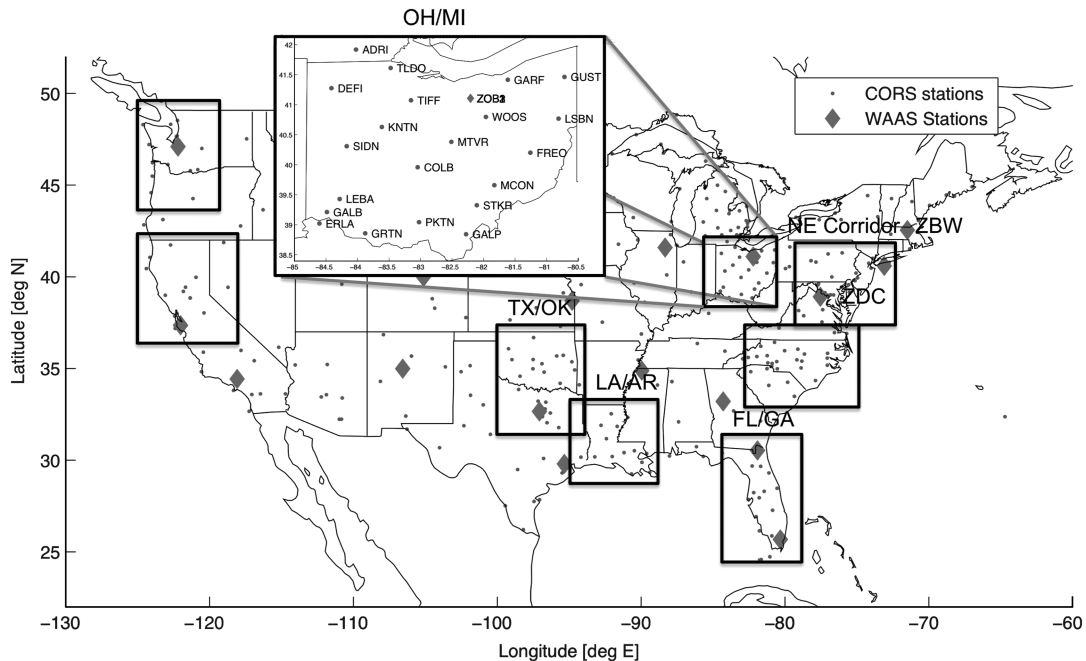 OH/MI
42
ADRI
TLDO
41.5
GARF
GUST
DEFI
41
TIFF
WOOS
LSBN
40.5
KNTN
MTVR
SIDN
FREO
40
COLB
MCON
39.5
LEBA
STKR
GALB
39
ERLA
PKTN
GRTN
GALP
38.5
−85 −84.5 −84 −83.5 −83 −82.5 −82 −81.5 −81 −80.5
CORS stations
WAAS Stations
NE Corridor
ZBW
ZDC
TX/OK
LA/AR
FL/GA
50
45
40
35
30
25
Latitude [deg N]
−130 −120 −110 −100 −90 −80 −70 −60
Longitude [deg E]